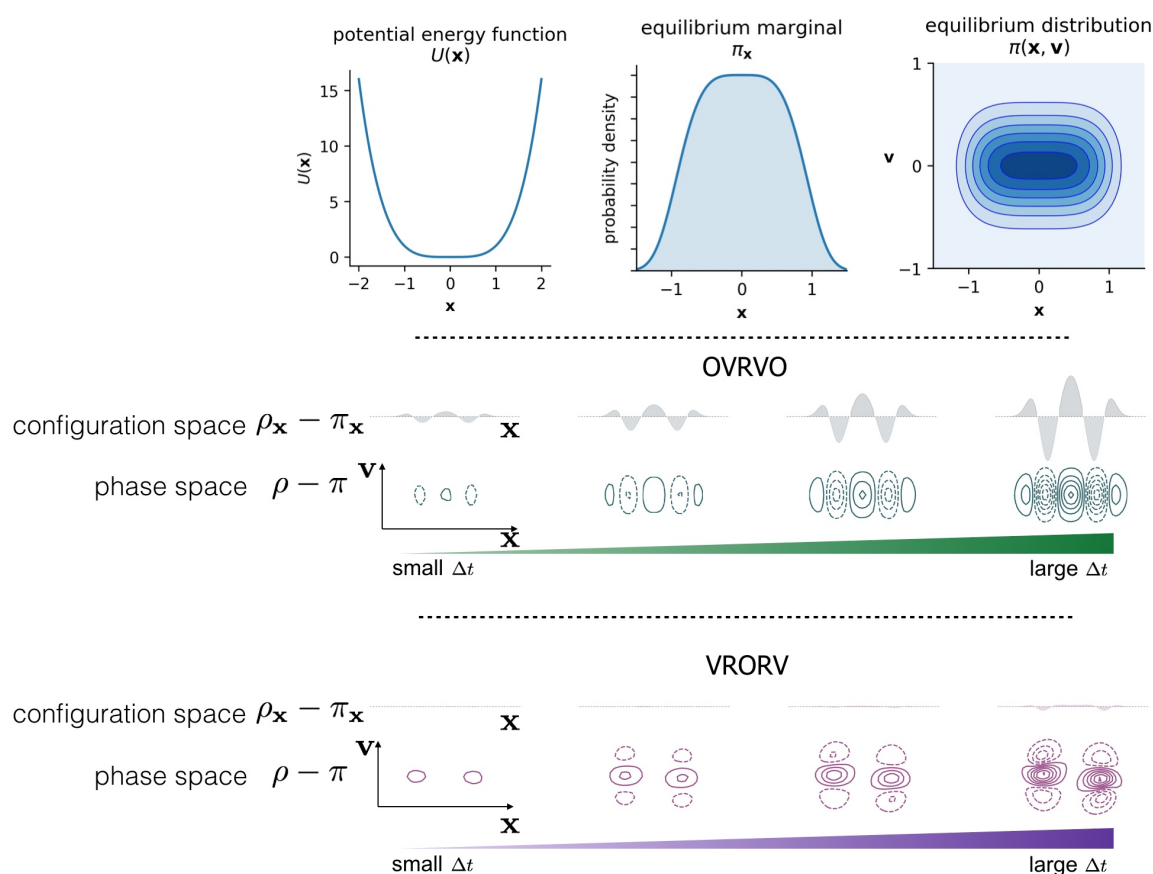 potential energy function
U(x)
equilibrium marginal
πₓ
equilibrium distribution
π(x, v)
U(x)
15
10
5
0
−2 −1 0 1 2
x
probability density
−1 0 1
x
v
1
0
−1
−1 0 1
x
OVRVO
configuration space ρₓ − πₓ
x
phase space ρ − π
v
x
small Δt
large Δt
VRORV
configuration space ρₓ − πₓ
x
phase space ρ − π
v
x
small Δt
large Δt